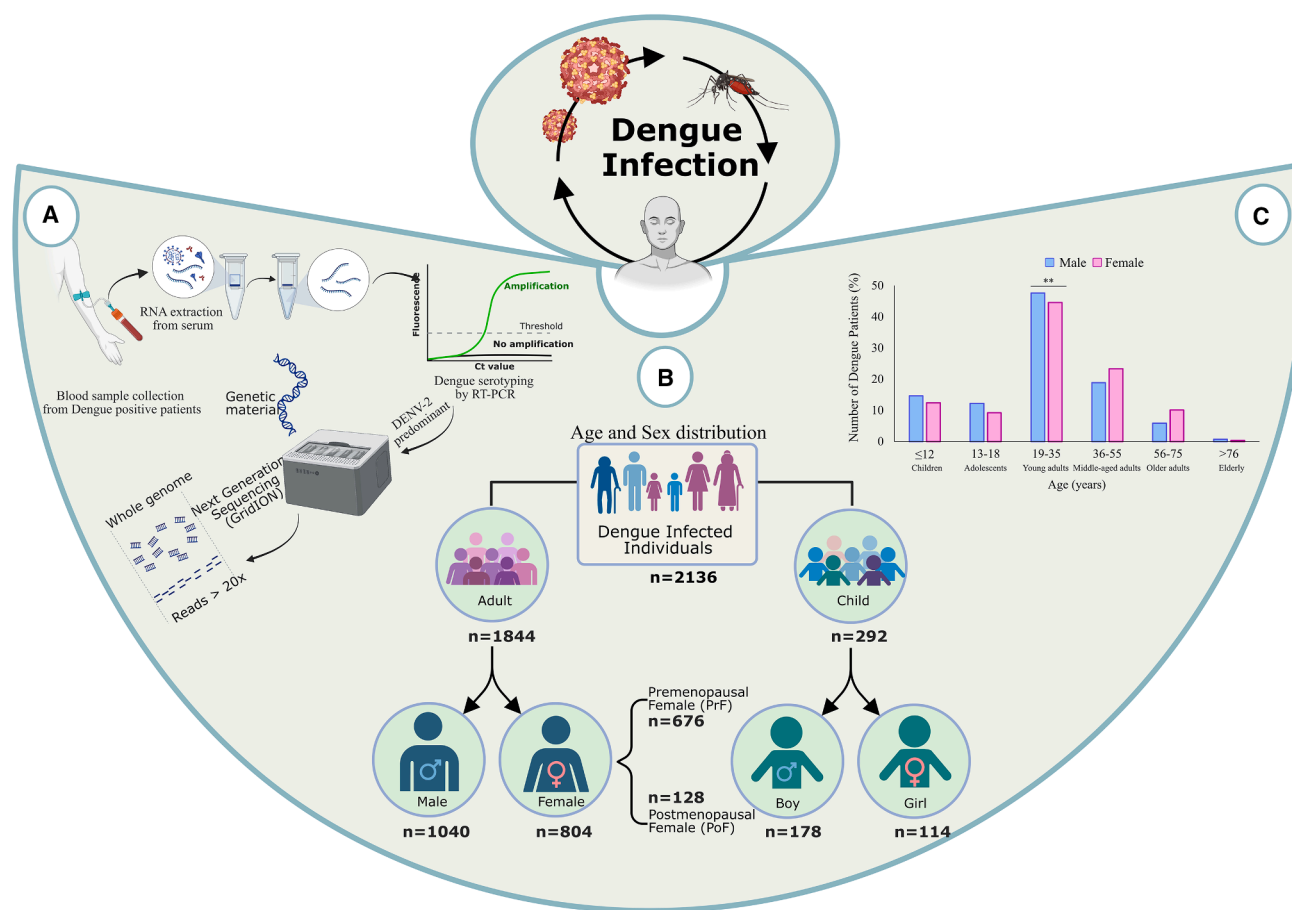 Dengue
Infection
A
RNA extraction
from serum
Blood sample collection
from Dengue positive patients
Fluorescence
Amplification
Threshold
No amplification
Ct value
Dengue serotyping
by RT-PCR
DENV-2
predominant
Genetic
material
Next Generation
Sequencing
(GridION)
Whole genome
Reads > 20x
B
Age and Sex distribution
Dengue Infected
Individuals
n=2136
Adult
n=1844
Child
n=292
Male
n=1040
Female
n=804
Premenopausal
Female (PrF)
n=676
n=128
Postmenopausal
Female (PoF)
Boy
n=178
Girl
n=114
C
Male Female
Number of Dengue Patients (%)
50
40
30
20
10
0
**
≤12 13-18 19-35 36-55 56-75 >76
Children Adolescents Young adults Middle-aged adults Older adults Elderly
Age (years)